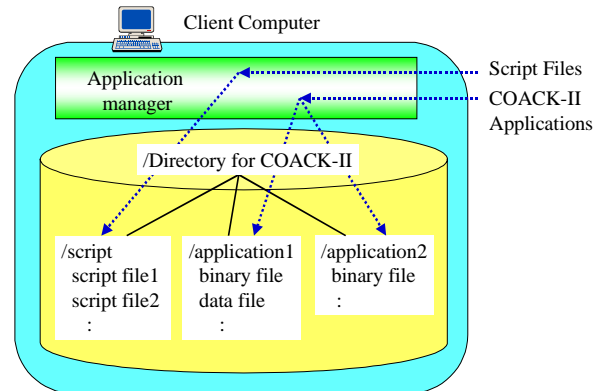 Client Computer
Application
manager
Script Files
COACK-II
Applications
/Directory for COACK-II
/script
script file1
script file2
:
/application1
binary file
data file
:
/application2
binary file
: